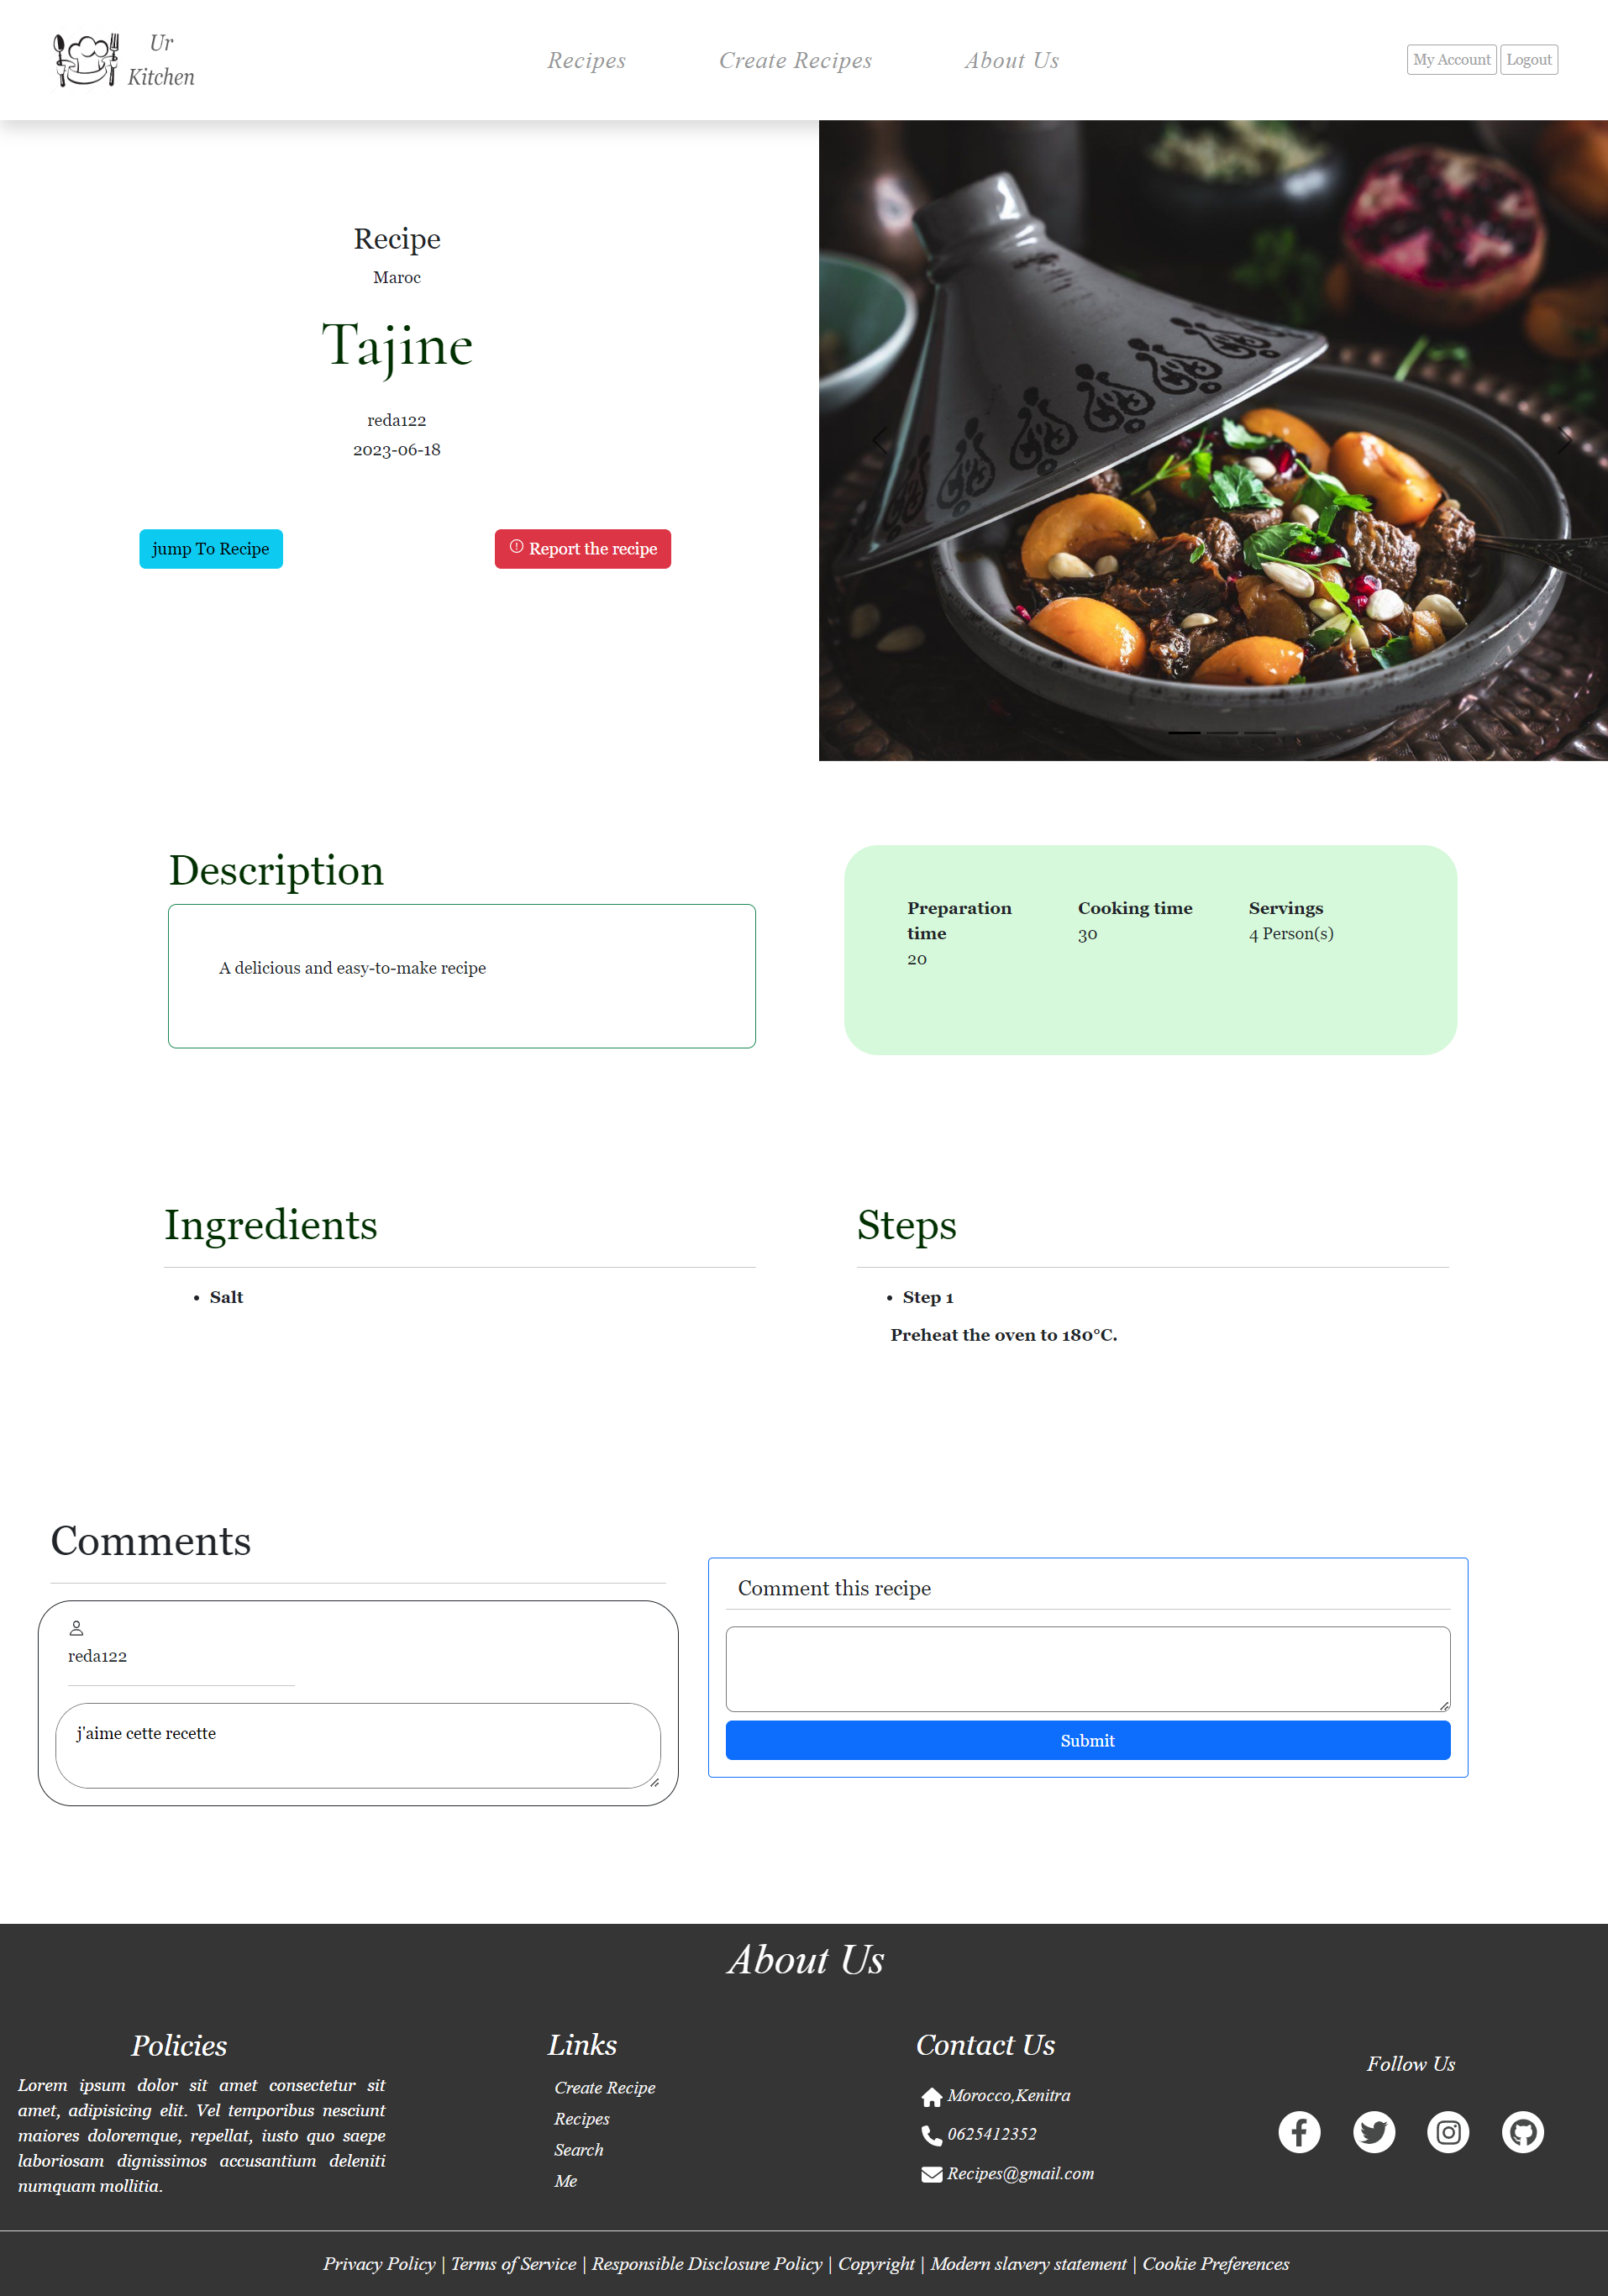 Ur
Kitchen
Recipes
Create Recipes
About Us
My Account
Logout
Recipe
Maroc
Tajine
reda122
2023-06-18
jump To Recipe
Report the recipe
Description
A delicious and easy-to-make recipe
Preparation
time
20
Cooking time
30
Servings
4 Person(s)
Ingredients
• Salt
Steps
• Step 1
Preheat the oven to 180°C.
Comments
reda122
j'aime cette recette
Comment this recipe
Submit
About Us
Policies
Lorem ipsum dolor sit amet consectetur sit
amet, adipisicing elit. Vel temporibus nesciunt
maiores doloremque, repellat, iusto quo saepe
laboriosam dignissimos accusantium deleniti
numquam mollitia.
Links
Create Recipe
Recipes
Search
Me
Contact Us
Morocco,Kenitra
0625412352
Recipes@gmail.com
Follow Us
Privacy Policy | Terms of Service | Responsible Disclosure Policy | Copyright | Modern slavery statement | Cookie Preferences